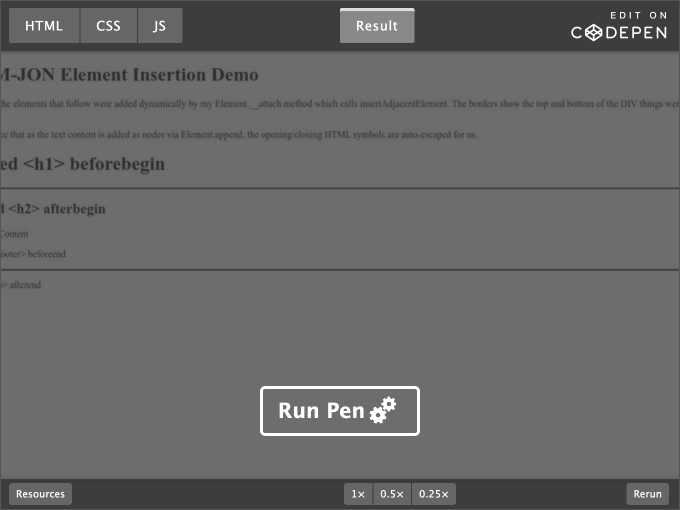 HTML CSS JS Result EDIT ON
CODEPEN
M-JON Element Insertion Demo
he elements that follow were added dynamically by my Element.__attach method which calls insertAdjacentElement. The borders show the top and bottom of the DIV things wer
ce that as the text content is added as nodes via Element.append, the opening/closing HTML symbols are auto-escaped for us.
ed <h1> beforebegin
<h2> afterbegin
Content
ooter> beforeend
> afterend
Run Pen
Resources 1× 0.5× 0.25× Rerun